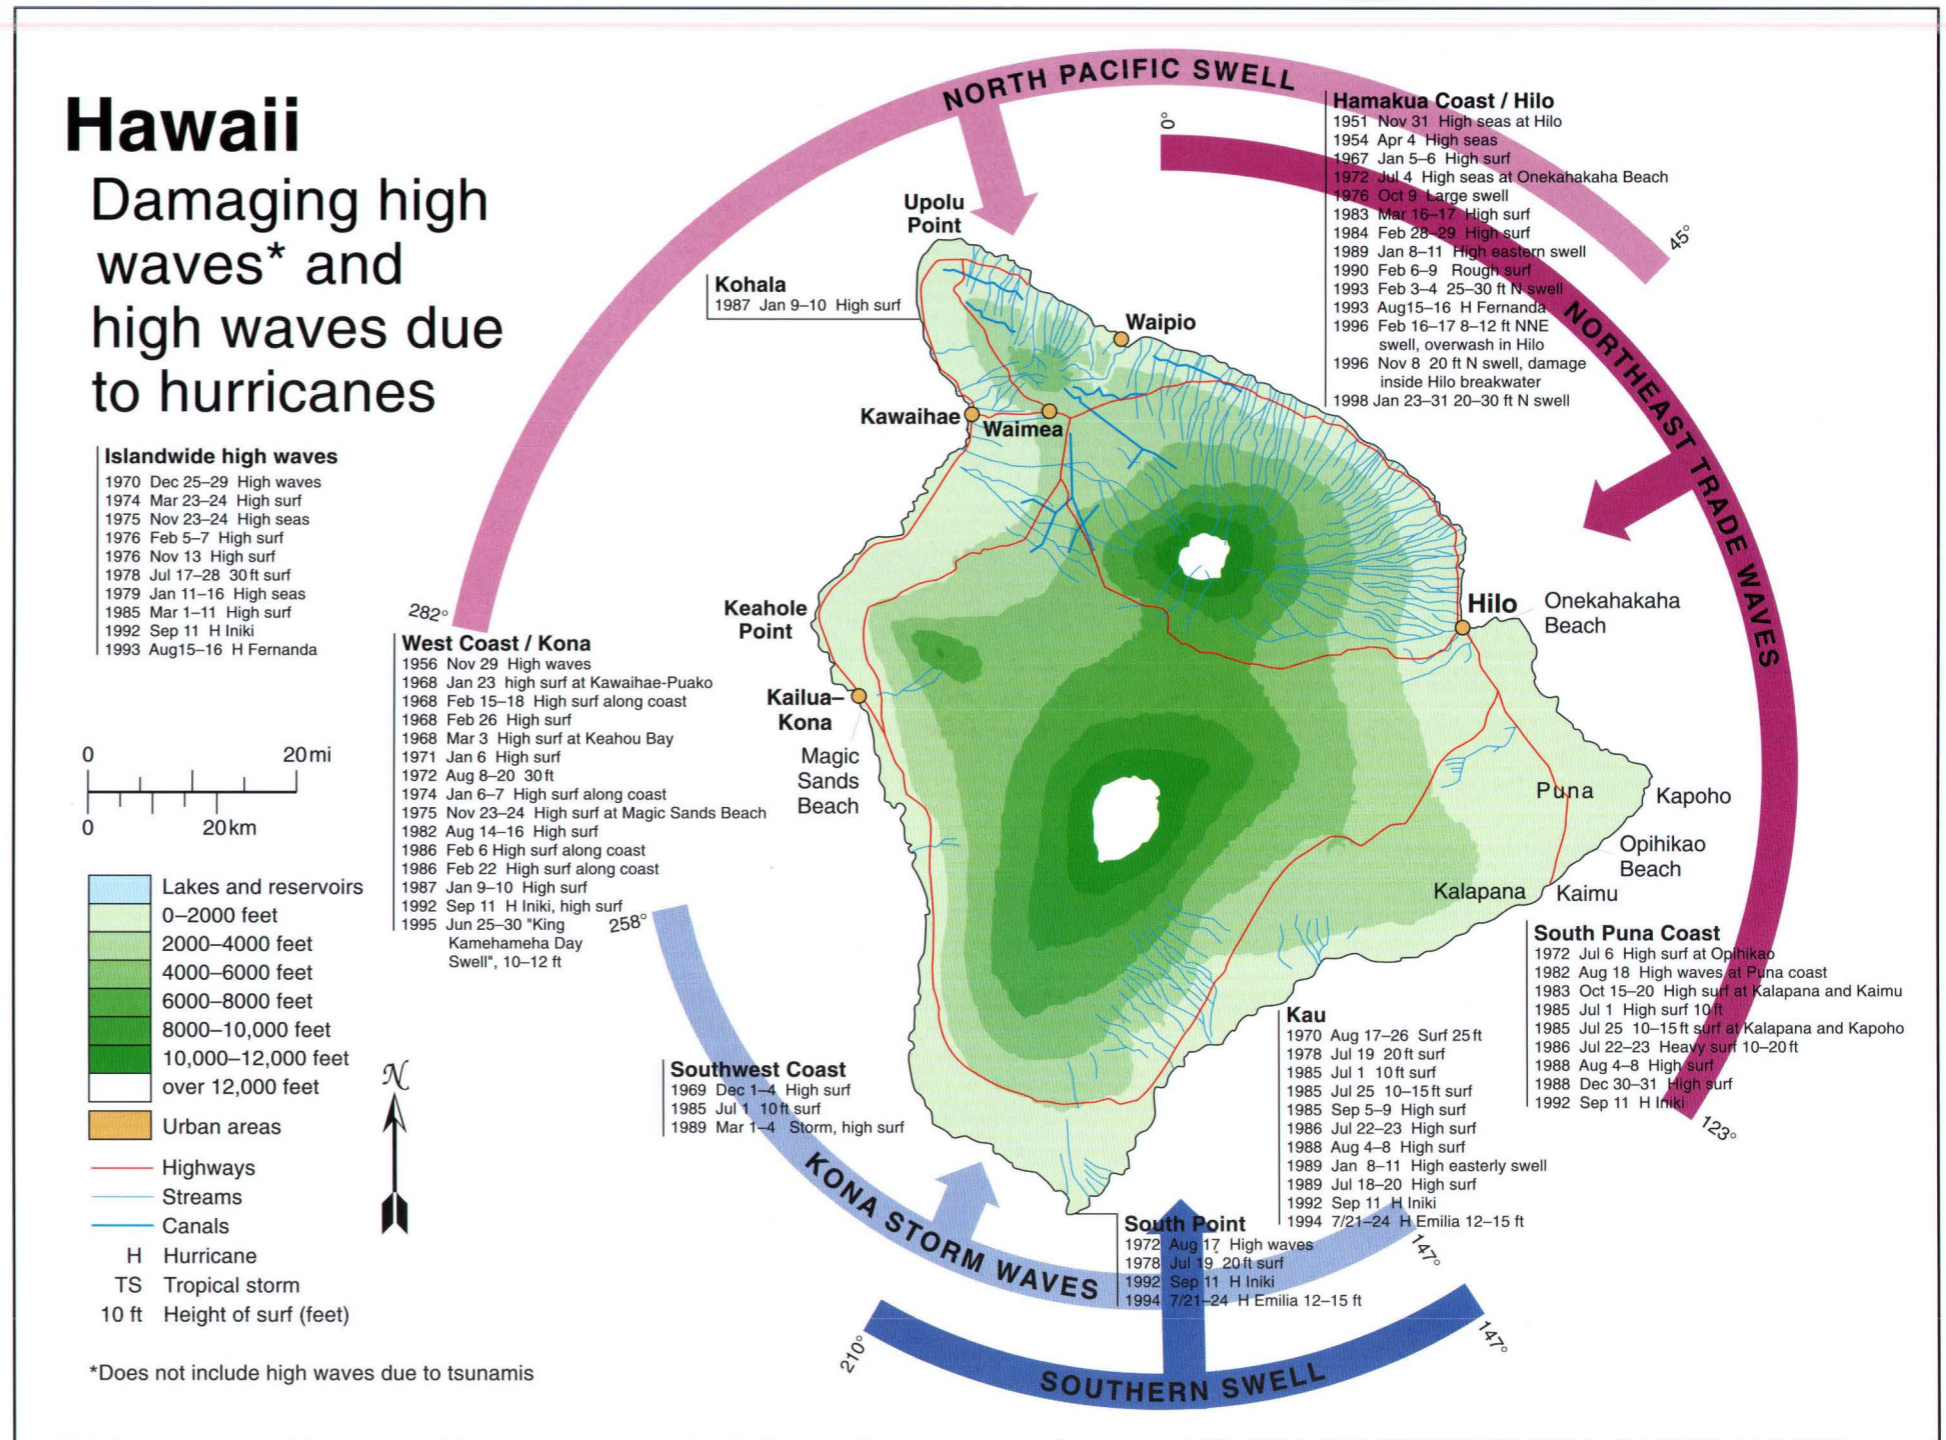 Hawaii
Damaging high
waves* and
high waves due
to hurricanes
Islandwide high waves
1970 Dec 25–29 High waves
1974 Mar 23–24 High surf
1975 Nov 23–24 High seas
1976 Feb 5–7 High surf
1976 Nov 13 High surf
1978 Jul 17–28 30 ft surf
1979 Jan 11–16 High seas
1985 Mar 1–11 High surf
1992 Sep 11 H Iniki
1993 Aug15–16 H Fernanda
0 20 mi
0 20 km
Lakes and reservoirs
0–2000 feet
2000–4000 feet
4000–6000 feet
6000–8000 feet
8000–10,000 feet
10,000–12,000 feet
over 12,000 feet
Urban areas
Highways
Streams
Canals
H Hurricane
TS Tropical storm
10 ft Height of surf (feet)
*Does not include high waves due to tsunamis
N
NORTH PACIFIC SWELL
282°
45°
NORTHEAST TRADE WAVES
0°
123°
KONA STORM WAVES
258°
147°
SOUTHERN SWELL
210°
147°
Kohala
1987 Jan 9–10 High surf
Hamakua Coast / Hilo
1951 Nov 31 High seas at Hilo
1954 Apr 4 High seas
1967 Jan 5–6 High surf
1972 Jul 4 High seas at Onekahakaha Beach
1976 Oct 9 Large swell
1983 Mar 16–17 High surf
1984 Feb 28–29 High surf
1989 Jan 8–11 High eastern swell
1990 Feb 6–9 Rough surf
1993 Feb 3–4 25–30 ft N swell
1993 Aug15–16 H Fernanda
1996 Feb 16–17 8–12 ft NNE
swell, overwash in Hilo
1996 Nov 8 20 ft N swell, damage
inside Hilo breakwater
1998 Jan 23–31 20–30 ft N swell
West Coast / Kona
1956 Nov 29 High waves
1968 Jan 23 high surf at Kawaihae-Puako
1968 Feb 15–18 High surf along coast
1968 Feb 26 High surf
1968 Mar 3 High surf at Keahou Bay
1971 Jan 6 High surf
1972 Aug 8–20 30 ft
1974 Jan 6–7 High surf along coast
1975 Nov 23–24 High surf at Magic Sands Beach
1982 Aug 14–16 High surf
1986 Feb 6 High surf along coast
1986 Feb 22 High surf along coast
1987 Jan 9–10 High surf
1992 Sep 11 H Iniki, high surf
1995 Jun 25–30 "King
Kamehameha Day
Swell", 10–12 ft
Southwest Coast
1969 Dec 1–4 High surf
1985 Jul 1 10 ft surf
1989 Mar 1–4 Storm, high surf
South Point
1972 Aug 17 High waves
1978 Jul 19 20 ft surf
1992 Sep 11 H Iniki
1994 7/21–24 H Emilia 12–15 ft
Kau
1970 Aug 17–26 Surf 25 ft
1978 Jul 19 20 ft surf
1985 Jul 1 10 ft surf
1985 Jul 25 10–15 ft surf
1985 Sep 5–9 High surf
1986 Jul 22–23 High surf
1988 Aug 4–8 High surf
1989 Jan 8–11 High easterly swell
1989 Jul 18–20 High surf
1992 Sep 11 H Iniki
1994 7/21–24 H Emilia 12–15 ft
South Puna Coast
1972 Jul 6 High surf at Opihikao
1982 Aug 18 High waves at Puna coast
1983 Oct 15–20 High surf at Kalapana and Kaimu
1985 Jul 1 High surf 10 ft
1985 Jul 25 10–15 ft surf at Kalapana and Kapoho
1986 Jul 22–23 Heavy surf 10–20 ft
1988 Aug 4–8 High surf
1988 Dec 30–31 High surf
1992 Sep 11 H Iniki
Upolu
Point
Waipio
Kawaihae
Waimea
Keahole
Point
Kailua–
Kona
Magic
Sands
Beach
Hilo
Onekahakaha
Beach
Puna
Kapoho
Opihikao
Beach
Kalapana
Kaimu